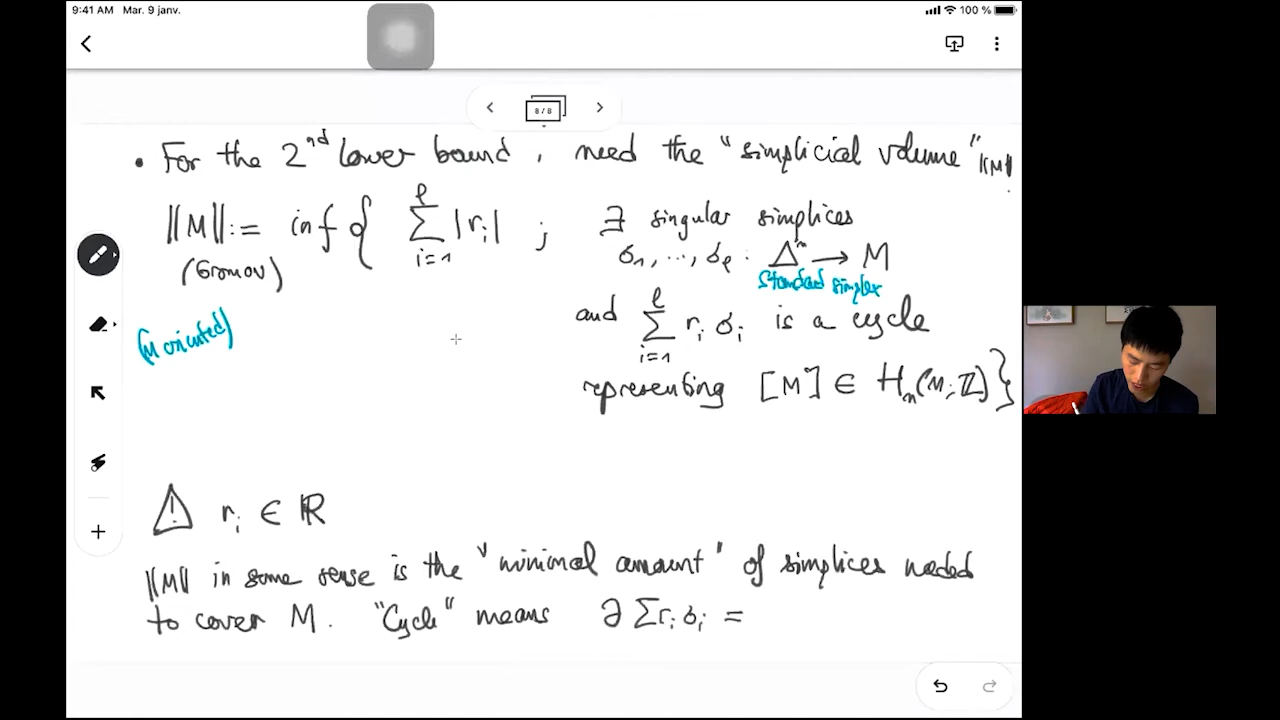 9:41 AM Mar. 9 janv.
100 %
8/8
• For the 2nd lower bound, need the "simplicial volume" ||M||.
||M|| := inf { Σ_{i=1}^{ℓ} |r_i| ; ∃ singular simplices
(Gromov)
σ_1, ..., σ_ℓ : Δ^n → M
standard simplex
(M oriented)
and Σ_{i=1}^{ℓ} r_i σ_i is a cycle
representing [M] ∈ H_n(M; ℤ)}
⚠ r_i ∈ ℝ
||M|| in some sense is the "minimal amount" of simplices needed
to cover M. "Cycle" means ∂ Σ r_i σ_i =